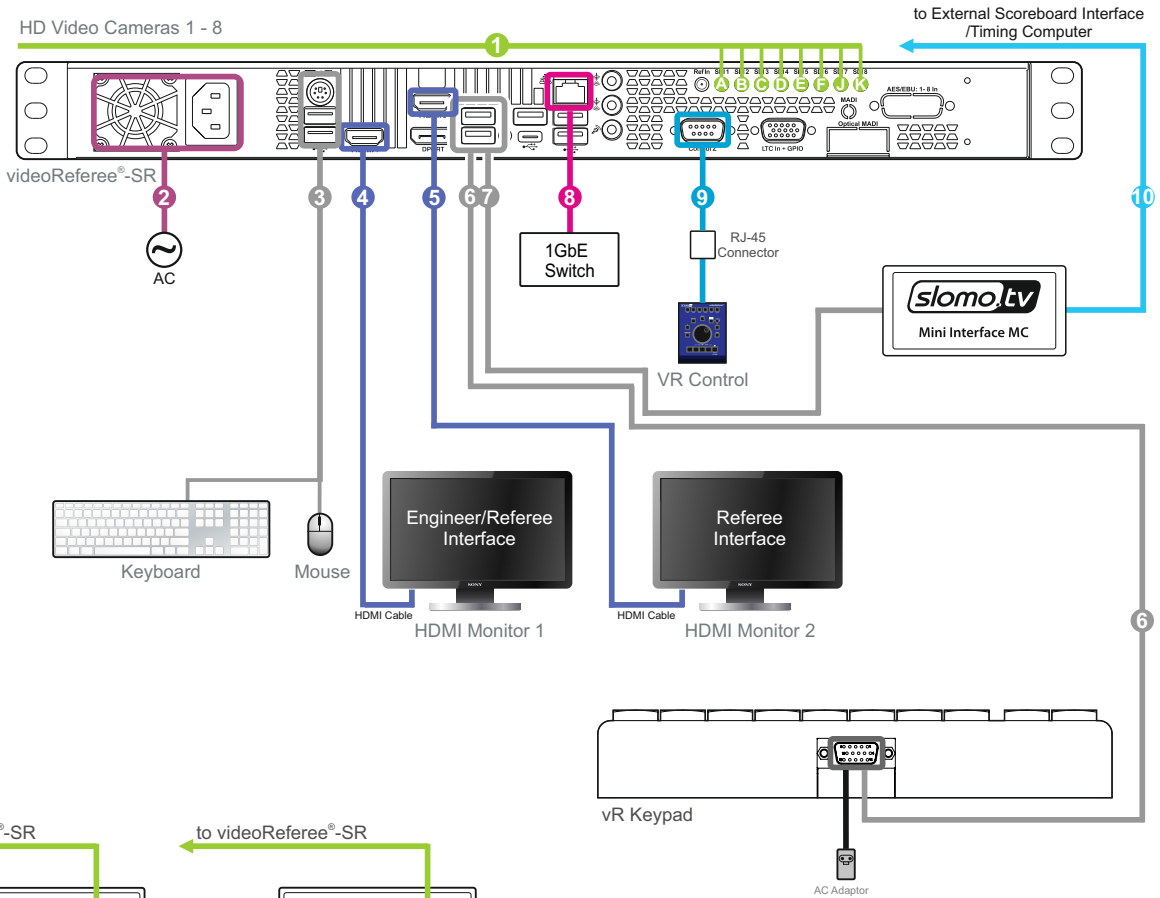 HD Video Cameras 1 - 8
to External Scoreboard Interface
/Timing Computer
1
Ref In
A B C D E F J K
AES/EBU: 1- 8 In
MADI
Optical MADI
DPORT
LTC In + GPIO
videoReferee®-SR
2
3
4
5
6
7
8
9
10
AC
1GbE
Switch
RJ-45
Connector
slomo.tv
Mini Interface MC
VR Control
Engineer/Referee
Interface
Referee
Interface
SONY
SONY
Keyboard
Mouse
HDMI Cable
HDMI Monitor 1
HDMI Cable
HDMI Monitor 2
6
vR Keypad
®-SR
to videoReferee®-SR
AC Adaptor